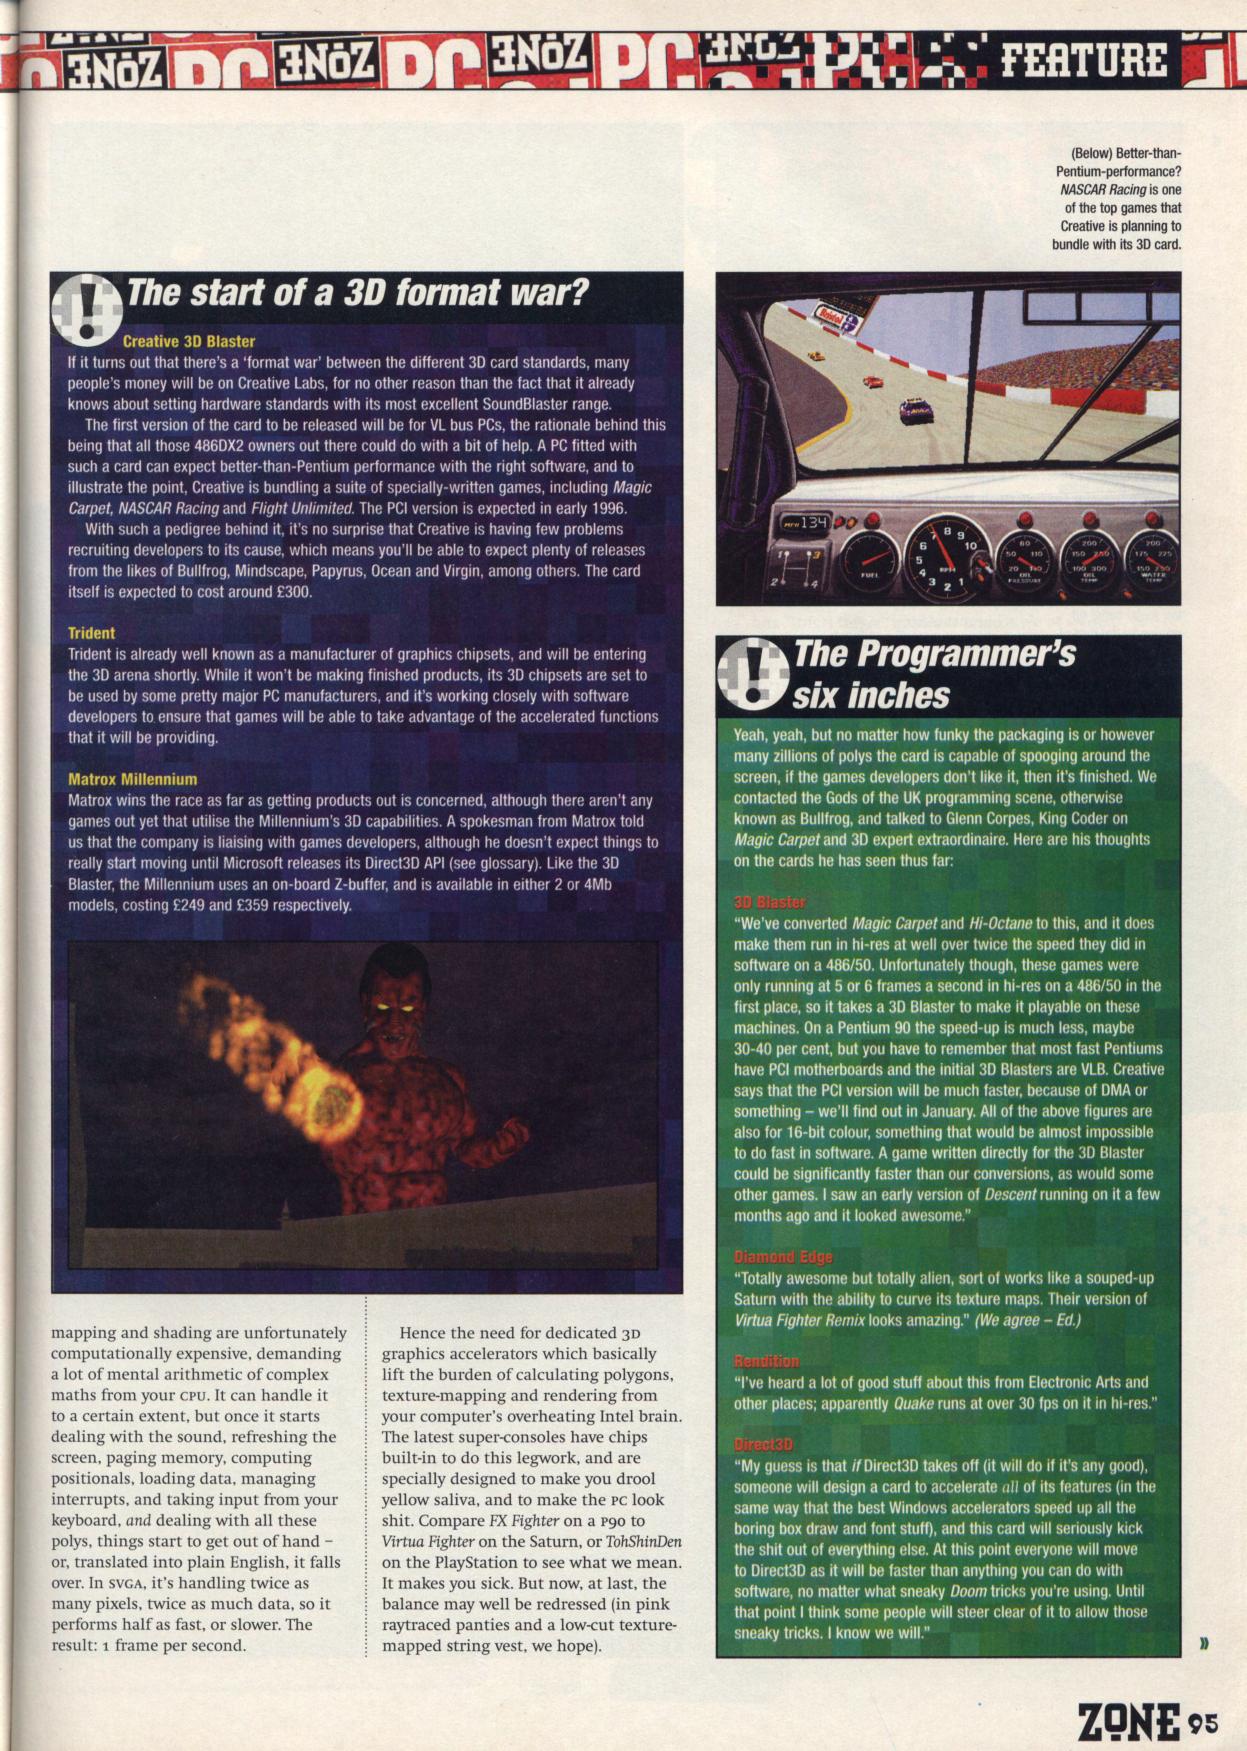 ZONE PC ZONE PC ZONE PC ZONE PC
FEATURE
(Below) Better-than-
Pentium-performance?
NASCAR Racing is one
of the top games that
Creative is planning to
bundle with its 3D card.
! The start of a 3D format war?
Creative 3D Blaster
If it turns out that there's a 'format war' between the different 3D card standards, many
people's money will be on Creative Labs, for no other reason than the fact that it already
knows about setting hardware standards with its most excellent SoundBlaster range.
The first version of the card to be released will be for VL bus PCs, the rationale behind this
being that all those 486DX2 owners out there could do with a bit of help. A PC fitted with
such a card can expect better-than-Pentium performance with the right software, and to
illustrate the point, Creative is bundling a suite of specially-written games, including Magic
Carpet, NASCAR Racing and Flight Unlimited. The PCI version is expected in early 1996.
With such a pedigree behind it, it's no surprise that Creative is having few problems
recruiting developers to its cause, which means you'll be able to expect plenty of releases
from the likes of Bullfrog, Mindscape, Papyrus, Ocean and Virgin, among others. The card
itself is expected to cost around £300.
Trident
Trident is already well known as a manufacturer of graphics chipsets, and will be entering
the 3D arena shortly. While it won't be making finished products, its 3D chipsets are set to
be used by some pretty major PC manufacturers, and it's working closely with software
developers to ensure that games will be able to take advantage of the accelerated functions
that it will be providing.
Matrox Millennium
Matrox wins the race as far as getting products out is concerned, although there aren't any
games out yet that utilise the Millennium's 3D capabilities. A spokesman from Matrox told
us that the company is liaising with games developers, although he doesn't expect things to
really start moving until Microsoft releases its Direct3D API (see glossary). Like the 3D
Blaster, the Millennium uses an on-board Z-buffer, and is available in either 2 or 4Mb
models, costing £249 and £359 respectively.
mapping and shading are unfortunately
computationally expensive, demanding
a lot of mental arithmetic of complex
maths from your CPU. It can handle it
to a certain extent, but once it starts
dealing with the sound, refreshing the
screen, paging memory, computing
positionals, loading data, managing
interrupts, and taking input from your
keyboard, and dealing with all these
polys, things start to get out of hand –
or, translated into plain English, it falls
over. In SVGA, it's handling twice as
many pixels, twice as much data, so it
performs half as fast, or slower. The
result: 1 frame per second.
Hence the need for dedicated 3D
graphics accelerators which basically
lift the burden of calculating polygons,
texture-mapping and rendering from
your computer's overheating Intel brain.
The latest super-consoles have chips
built-in to do this legwork, and are
specially designed to make you drool
yellow saliva, and to make the PC look
shit. Compare FX Fighter on a P90 to
Virtua Fighter on the Saturn, or TohShinDen
on the PlayStation to see what we mean.
It makes you sick. But now, at last, the
balance may well be redressed (in pink
raytraced panties and a low-cut texture-
mapped string vest, we hope).
Bristol
MPH 134
1 3
2 4
FUEL
1 2 3 4 5 6 7 8 9 10
RPM
OIL
PRESSURE
OIL
TEMP
WATER
TEMP
! The Programmer's
six inches
Yeah, yeah, but no matter how funky the packaging is or however
many zillions of polys the card is capable of spooging around the
screen, if the games developers don't like it, then it's finished. We
contacted the Gods of the UK programming scene, otherwise
known as Bullfrog, and talked to Glenn Corpes, King Coder on
Magic Carpet and 3D expert extraordinaire. Here are his thoughts
on the cards he has seen thus far:
3D Blaster
"We've converted Magic Carpet and Hi-Octane to this, and it does
make them run in hi-res at well over twice the speed they did in
software on a 486/50. Unfortunately though, these games were
only running at 5 or 6 frames a second in hi-res on a 486/50 in the
first place, so it takes a 3D Blaster to make it playable on these
machines. On a Pentium 90 the speed-up is much less, maybe
30-40 per cent, but you have to remember that most fast Pentiums
have PCI motherboards and the initial 3D Blasters are VLB. Creative
says that the PCI version will be much faster, because of DMA or
something – we'll find out in January. All of the above figures are
also for 16-bit colour, something that would be almost impossible
to do fast in software. A game written directly for the 3D Blaster
could be significantly faster than our conversions, as would some
other games. I saw an early version of Descent running on it a few
months ago and it looked awesome."
Diamond Edge
"Totally awesome but totally alien, sort of works like a souped-up
Saturn with the ability to curve its texture maps. Their version of
Virtua Fighter Remix looks amazing." (We agree – Ed.)
Rendition
"I've heard a lot of good stuff about this from Electronic Arts and
other places; apparently Quake runs at over 30 fps on it in hi-res."
Direct3D
"My guess is that if Direct3D takes off (it will do if it's any good),
someone will design a card to accelerate all of its features (in the
same way that the best Windows accelerators speed up all the
boring box draw and font stuff), and this card will seriously kick
the shit out of everything else. At this point everyone will move
to Direct3D as it will be faster than anything you can do with
software, no matter what sneaky Doom tricks you're using. Until
that point I think some people will steer clear of it to allow those
sneaky tricks. I know we will."
»
ZONE 95